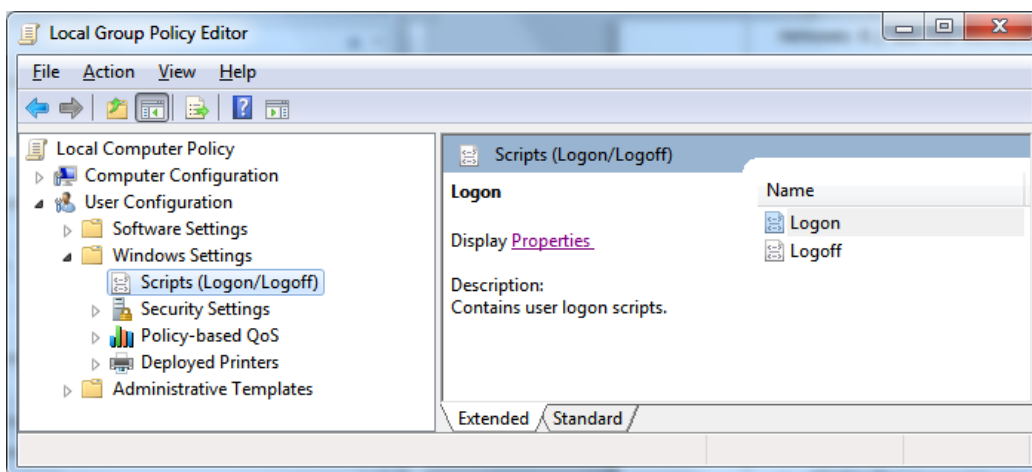 Local Group Policy Editor
File Action View Help
Local Computer Policy
Computer Configuration
User Configuration
Software Settings
Windows Settings
Scripts (Logon/Logoff)
Security Settings
Policy-based QoS
Deployed Printers
Administrative Templates
Scripts (Logon/Logoff)
Logon
Display Properties
Description:
Contains user logon scripts.
Name
Logon
Logoff
Extended Standard